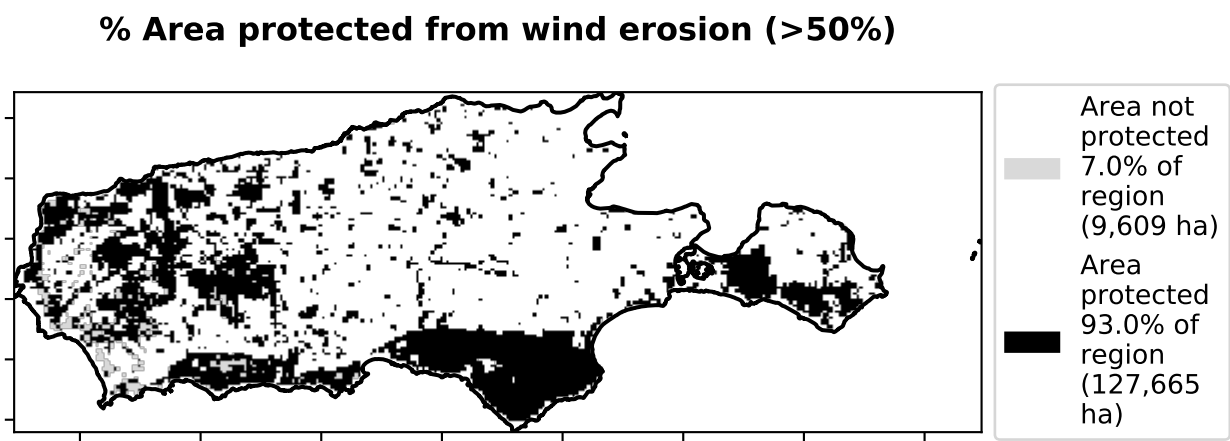 % Area protected from wind erosion (>50%)
Area not
protected
7.0% of
region
(9,609 ha)
Area
protected
93.0% of
region
(127,665
ha)